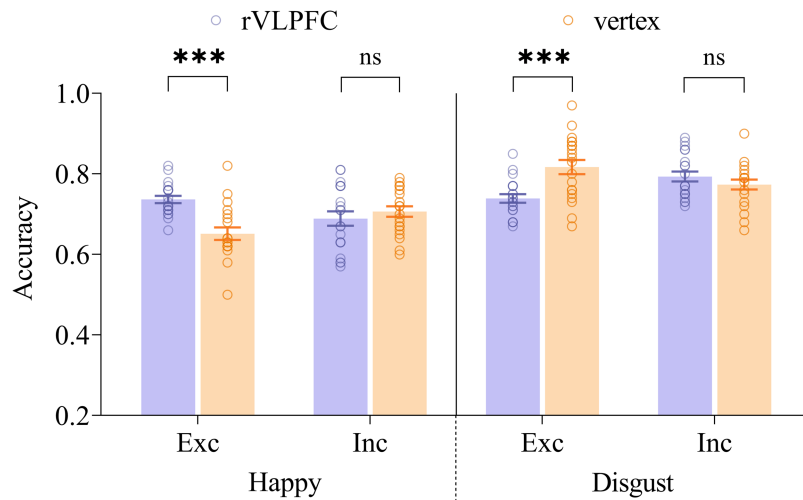 rVLPFC vertex
*** ns *** ns
1.0
0.8
0.6
0.4
0.2
Accuracy
Exc Inc Exc Inc
Happy Disgust